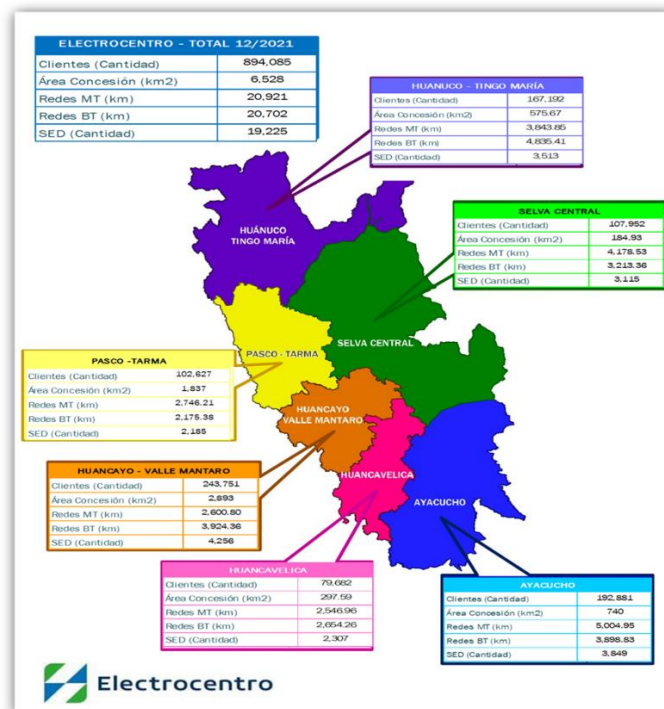 ELECTROCENTRO - TOTAL 12/2021
Clientes (Cantidad) 894,085
Área Concesión (km2) 6,528
Redes MT (km) 20,921
Redes BT (km) 20,702
SED (Cantidad) 19,225
HUANUCO - TINGO MARÍA
Clientes (Cantidad) 167,192
Área Concesión (km2) 575.67
Redes MT (km) 3,843.85
Redes BT (km) 4,835.41
SED (Cantidad) 3,513
HUÁNUCO
TINGO MARÍA
SELVA CENTRAL
Clientes (Cantidad) 107,952
Área Concesión (km2) 184.93
Redes MT (km) 4,178.53
Redes BT (km) 3,213.36
SED (Cantidad) 3,115
PASCO - TARMA
SELVA CENTRAL
PASCO -TARMA
Clientes (Cantidad) 102,627
Área Concesión (km2) 1,837
Redes MT (km) 2,746.21
Redes BT (km) 2,175.38
SED (Cantidad) 2,185
HUANCAYO
VALLE MANTARO
HUANCAYO - VALLE MANTARO
Clientes (Cantidad) 243,751
Área Concesión (km2) 2,893
Redes MT (km) 2,600.80
Redes BT (km) 3,924.36
SED (Cantidad) 4,256
HUANCAVELICA
AYACUCHO
HUANCAVELICA
Clientes (Cantidad) 79,682
Área Concesión (km2) 297.59
Redes MT (km) 2,546.96
Redes BT (km) 2,654.26
SED (Cantidad) 2,307
AYACUCHO
Clientes (Cantidad) 192,881
Área Concesión (km2) 740
Redes MT (km) 5,004.95
Redes BT (km) 3,898.83
SED (Cantidad) 3,849
Electrocentro